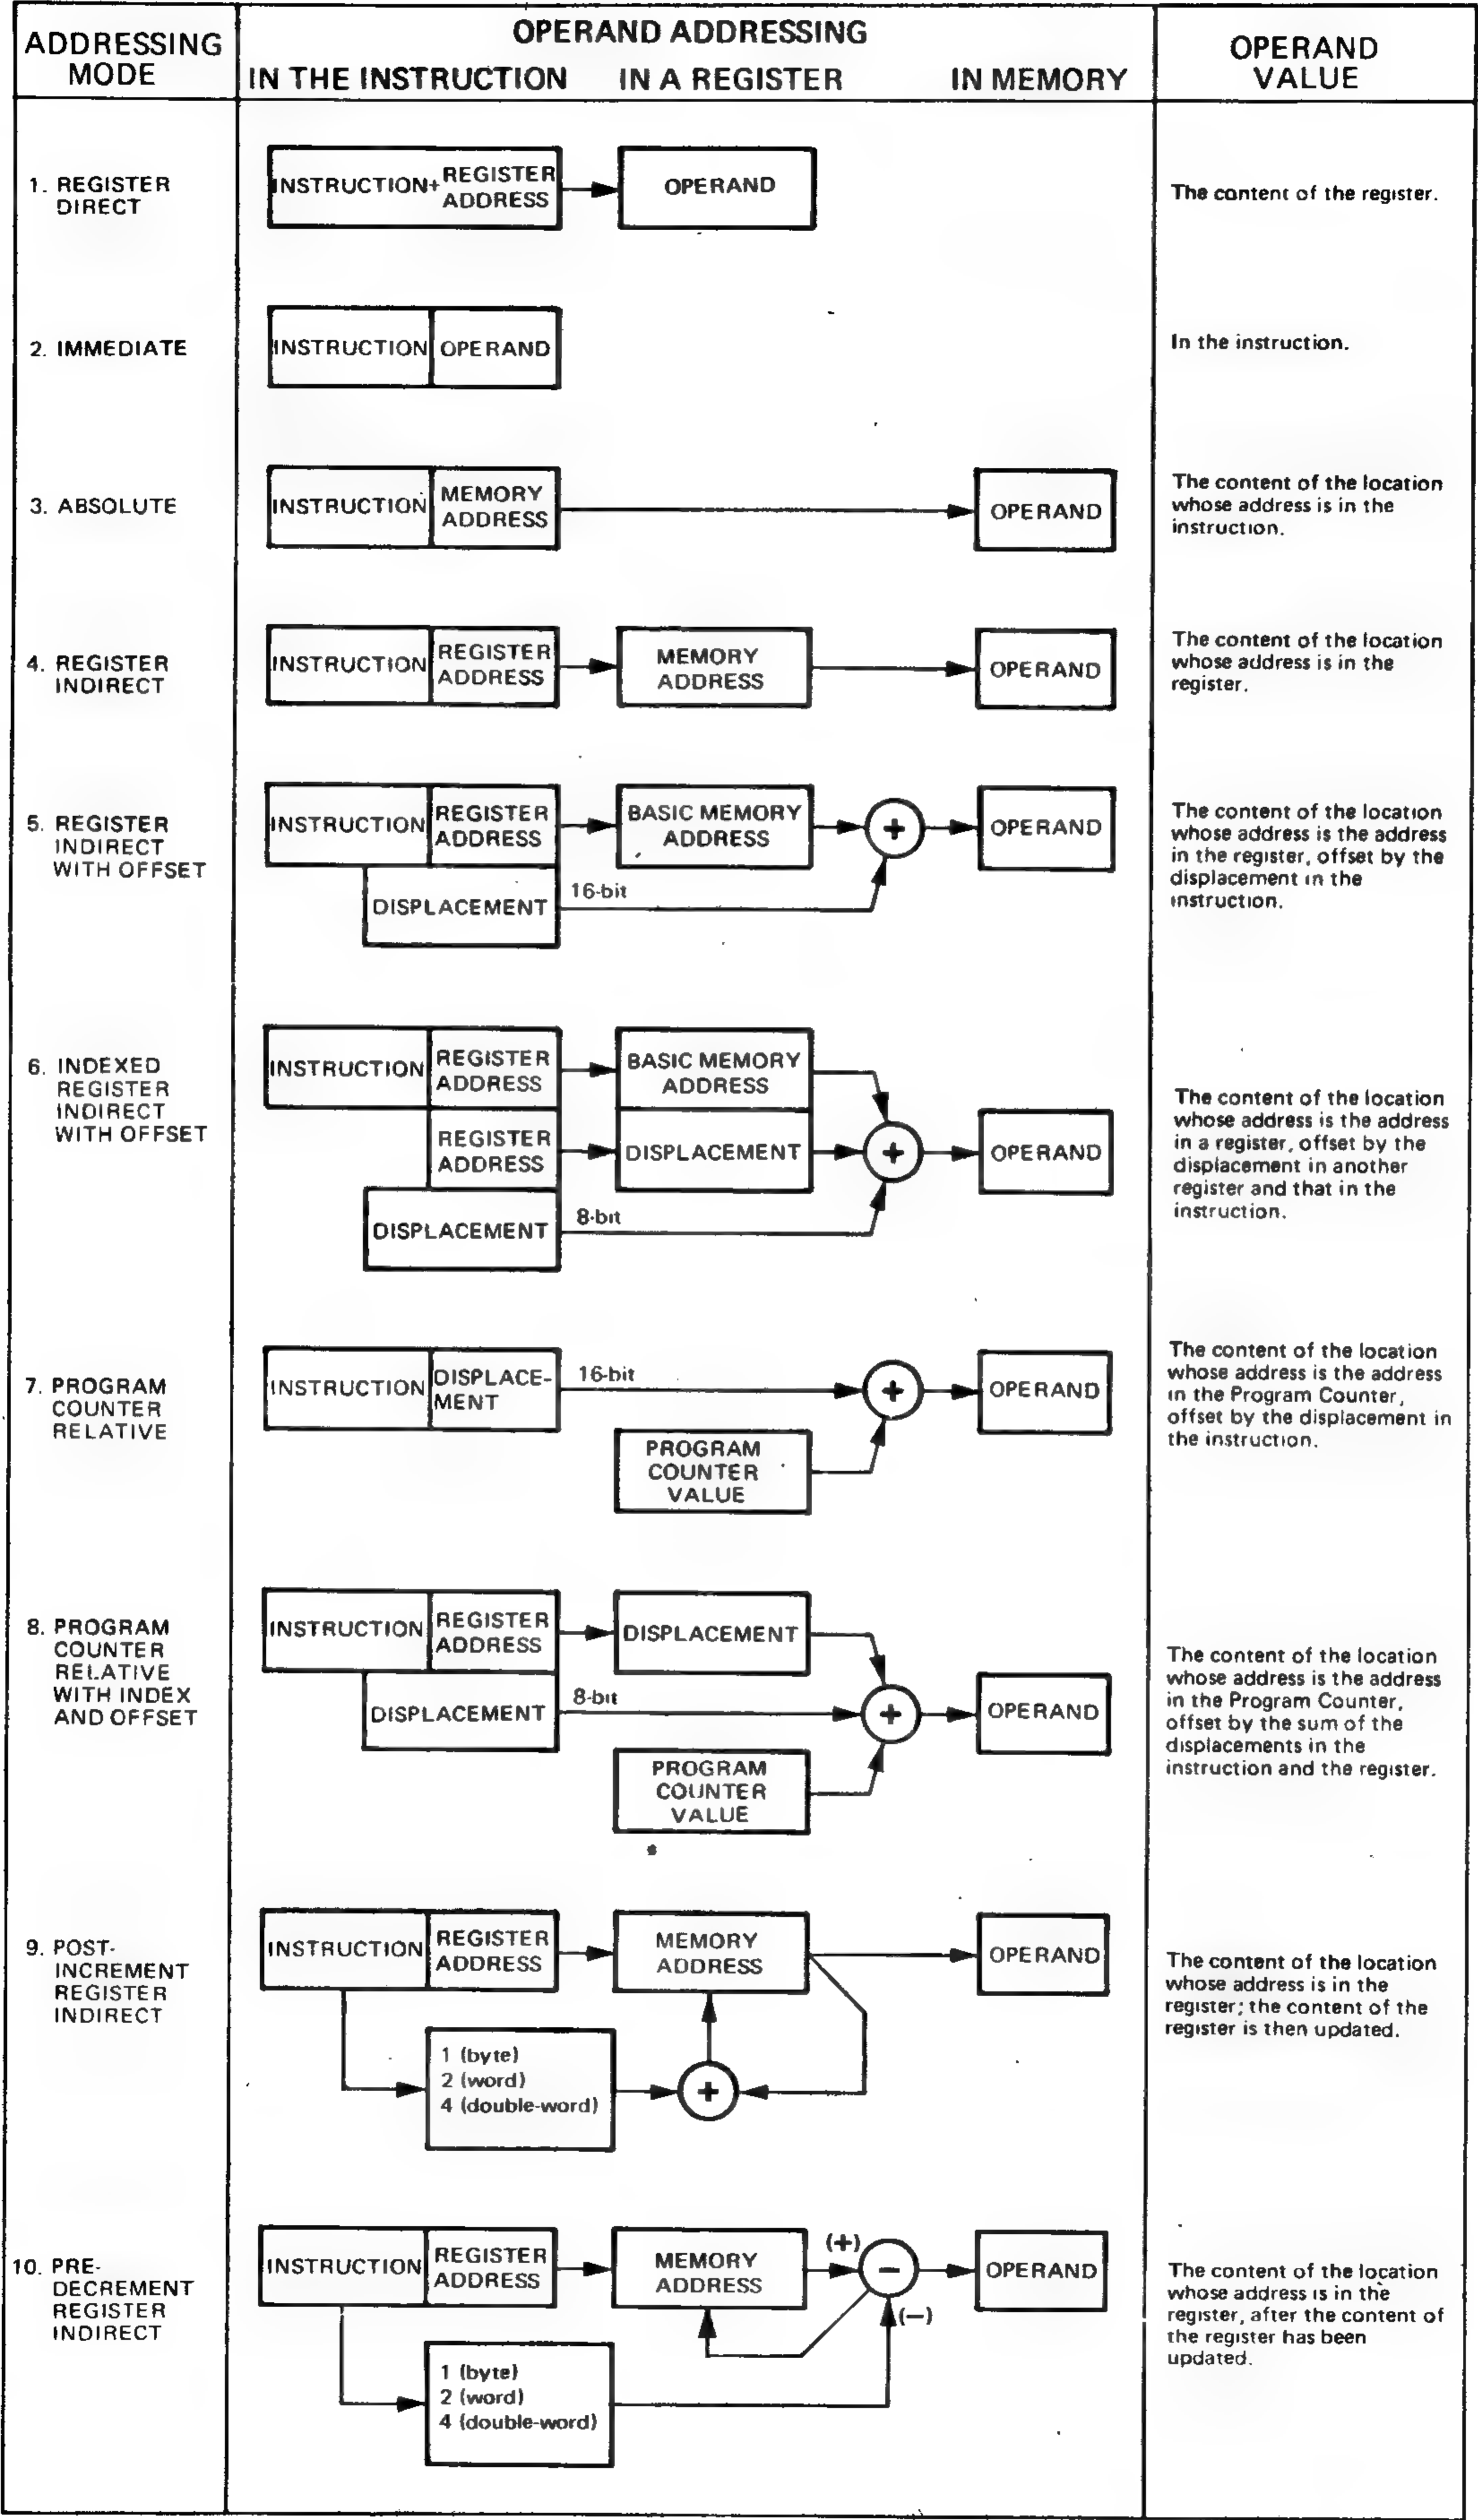 ADDRESSING
MODE
OPERAND ADDRESSING
IN THE INSTRUCTION IN A REGISTER IN MEMORY
OPERAND
VALUE
1. REGISTER
DIRECT
INSTRUCTION+
REGISTER
ADDRESS
OPERAND
The content of the register.
2. IMMEDIATE
INSTRUCTION OPERAND
In the instruction.
3. ABSOLUTE
INSTRUCTION
MEMORY
ADDRESS
OPERAND
The content of the location
whose address is in the
instruction.
4. REGISTER
INDIRECT
INSTRUCTION
REGISTER
ADDRESS
MEMORY
ADDRESS
OPERAND
The content of the location
whose address is in the
register.
5. REGISTER
INDIRECT
WITH OFFSET
INSTRUCTION
REGISTER
ADDRESS
BASIC MEMORY
ADDRESS
+
OPERAND
DISPLACEMENT
16-bit
The content of the location
whose address is the address
in the register, offset by the
displacement in the
instruction.
6. INDEXED
REGISTER
INDIRECT
WITH OFFSET
INSTRUCTION
REGISTER
ADDRESS
BASIC MEMORY
ADDRESS
REGISTER
ADDRESS
DISPLACEMENT
+
OPERAND
DISPLACEMENT
8-bit
The content of the location
whose address is the address
in a register, offset by the
displacement in another
register and that in the
instruction.
7. PROGRAM
COUNTER
RELATIVE
INSTRUCTION
DISPLACE-
MENT
16-bit
+
OPERAND
PROGRAM
COUNTER
VALUE
The content of the location
whose address is the address
in the Program Counter,
offset by the displacement in
the instruction.
8. PROGRAM
COUNTER
RELATIVE
WITH INDEX
AND OFFSET
INSTRUCTION
REGISTER
ADDRESS
DISPLACEMENT
DISPLACEMENT
8-bit
+
OPERAND
PROGRAM
COUNTER
VALUE
The content of the location
whose address is the address
in the Program Counter,
offset by the sum of the
displacements in the
instruction and the register.
9. POST-
INCREMENT
REGISTER
INDIRECT
INSTRUCTION
REGISTER
ADDRESS
MEMORY
ADDRESS
OPERAND
1 (byte)
2 (word)
4 (double-word)
+
The content of the location
whose address is in the
register; the content of the
register is then updated.
10. PRE-
DECREMENT
REGISTER
INDIRECT
INSTRUCTION
REGISTER
ADDRESS
MEMORY
ADDRESS
(+)
−
(−)
OPERAND
1 (byte)
2 (word)
4 (double-word)
The content of the location
whose address is in the
register, after the content of
the register has been
updated.